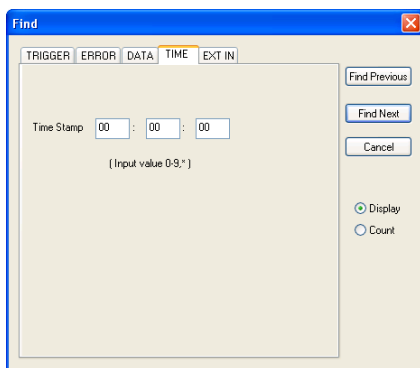 Find
TRIGGER ERROR DATA TIME EXT IN
Find Previous
Find Next
Cancel
Time Stamp 00 : 00 : 00
( Input value 0-9,* )
Display
Count